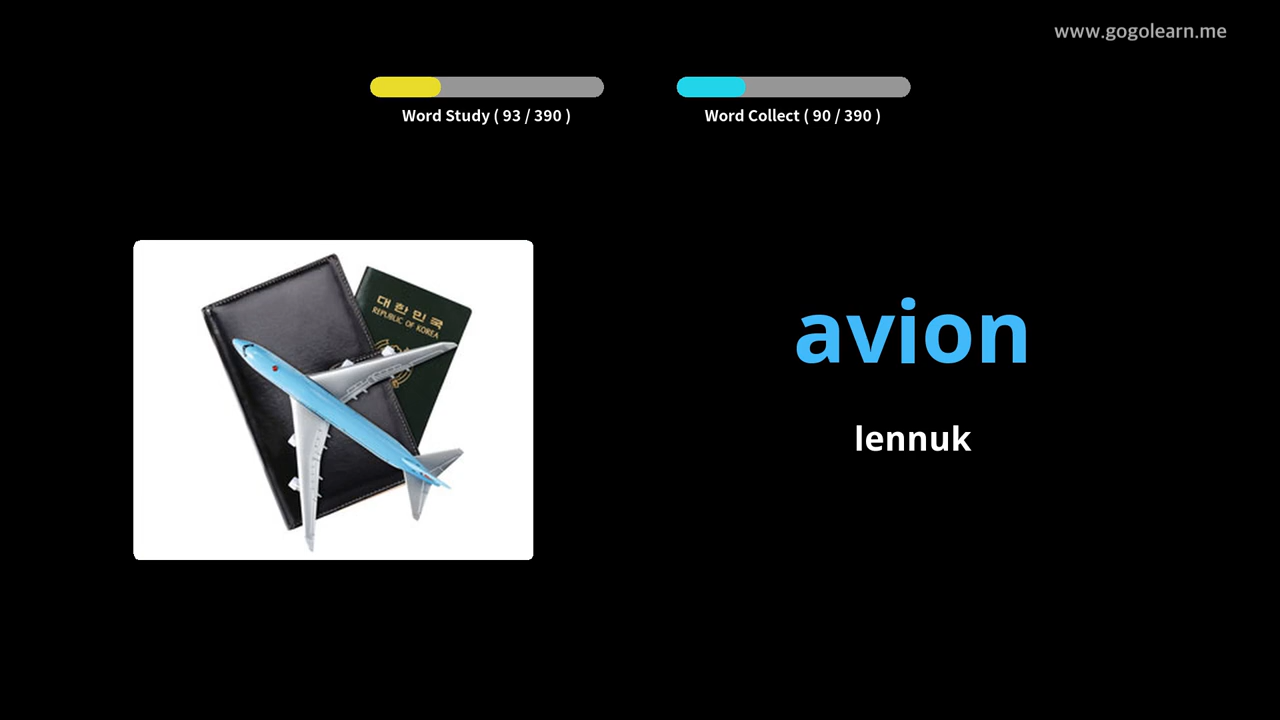 www.gogolearn.me
Word Study ( 93 / 390 )
Word Collect ( 90 / 390 )
대한민국
REPUBLIC OF KOREA
avion
lennuk